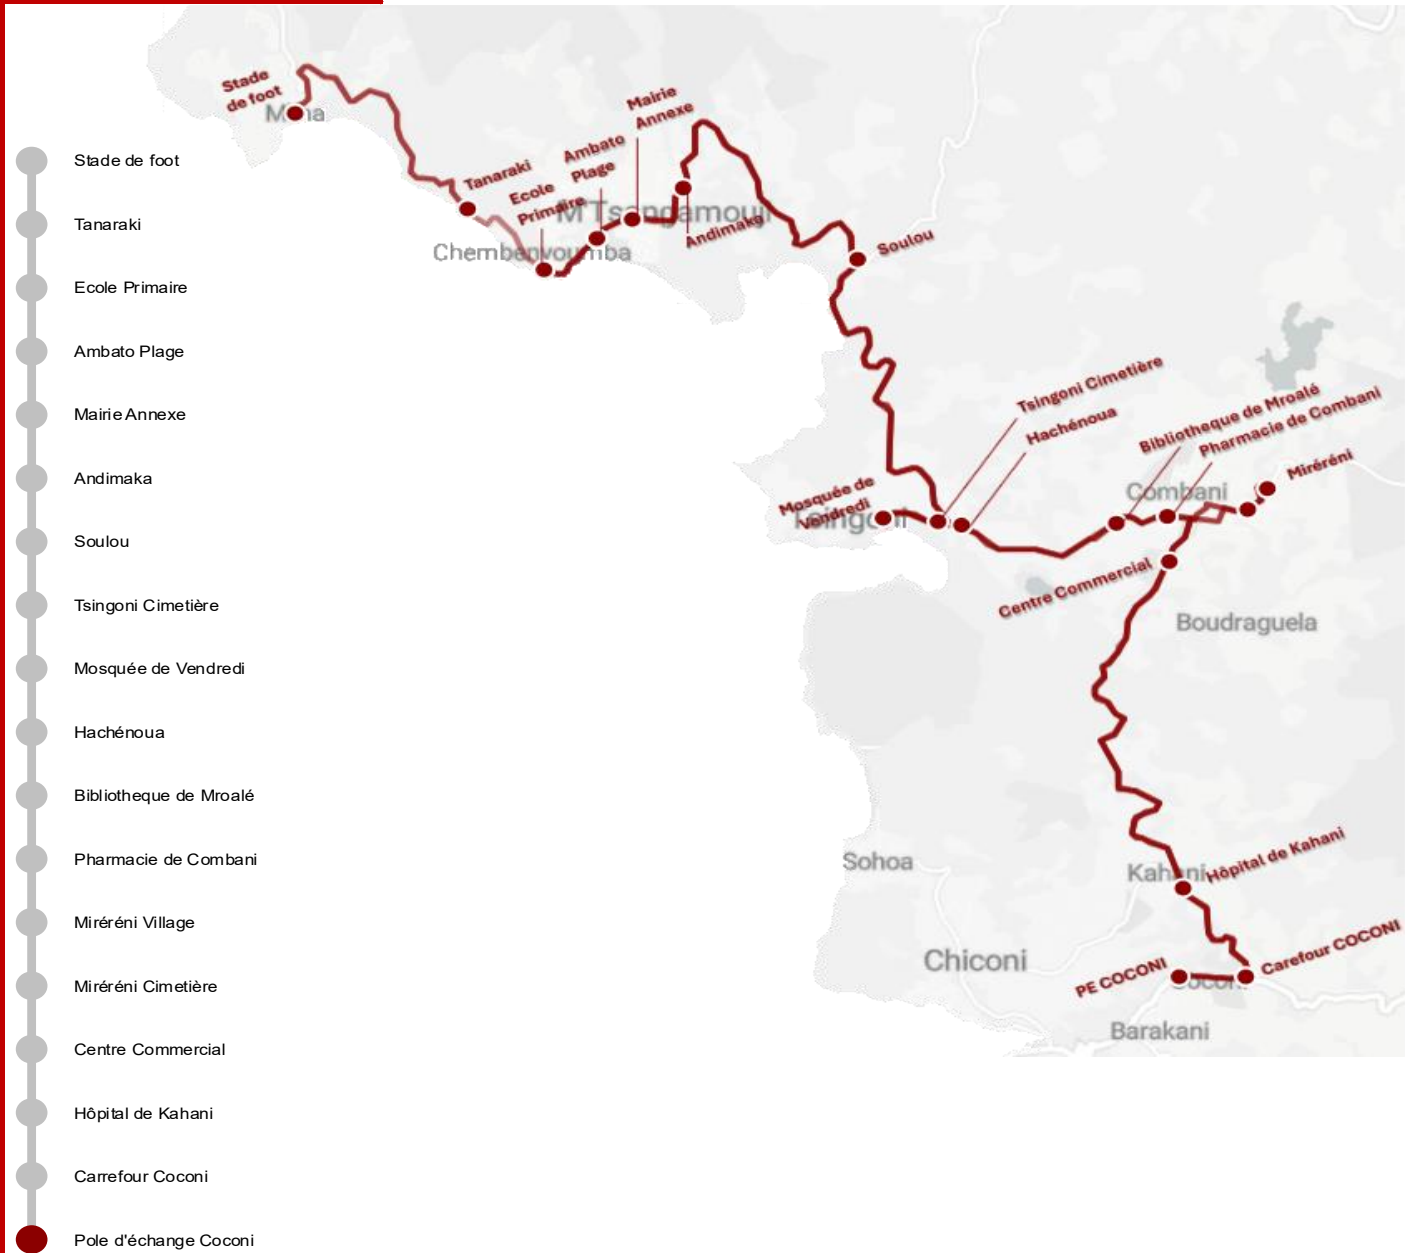 Stade de foot
Tanaraki
Ecole Primaire
Ambato Plage
Mairie Annexe
Andimaka
Soulou
Tsingoni Cimetière
Mosquée de Vendredi
Hachénoua
Bibliotheque de Mroalé
Pharmacie de Combani
Miréréni Village
Miréréni Cimetière
Centre Commercial
Hôpital de Kahani
Carrefour Coconi
Pole d'échange Coconi
Stade
de foot
Tanaraki
Ecole
Primaire
Ambato
Plage
Mairie
Annexe
M'Tsangamouji
Andimaka
Chembenyoumba
Soulou
Tsingoni Cimetière
Hachénoua
Bibliotheque de Mroalé
Pharmacie de Combani
Miréréni
Combani
Mosquée de
Vendredi
Tsingoni
Centre Commercial
Boudraguela
Sohoa
Kahani
Hôpital de Kahani
Chiconi
PE COCONI
Carefour COCONI
Coconi
Barakani